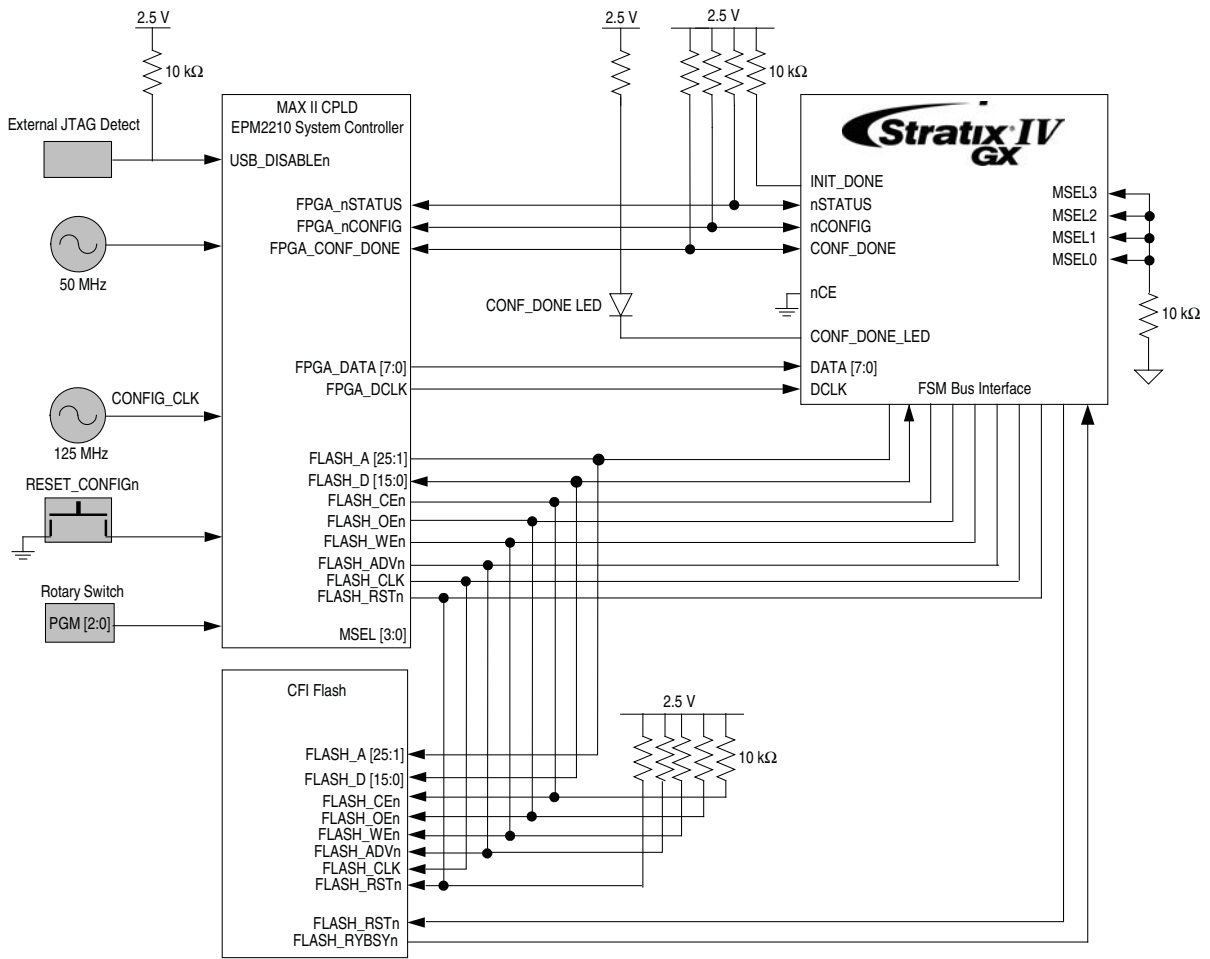 2.5 V
10 kΩ
External JTAG Detect
50 MHz
CONFIG_CLK
125 MHz
RESET_CONFIGn
Rotary Switch
PGM [2:0]
MAX II CPLD
EPM2210 System Controller
USB_DISABLEn
FPGA_nSTATUS
FPGA_nCONFIG
FPGA_CONF_DONE
FPGA_DATA [7:0]
FPGA_DCLK
FLASH_A [25:1]
FLASH_D [15:0]
FLASH_CEn
FLASH_OEn
FLASH_WEn
FLASH_ADVn
FLASH_CLK
FLASH_RSTn
MSEL [3:0]
2.5 V
CONF_DONE LED
2.5 V
10 kΩ
Stratix IV
GX
INIT_DONE
nSTATUS
nCONFIG
CONF_DONE
nCE
CONF_DONE_LED
DATA [7:0]
DCLK
FSM Bus Interface
MSEL3
MSEL2
MSEL1
MSEL0
10 kΩ
CFI Flash
FLASH_A [25:1]
FLASH_D [15:0]
FLASH_CEn
FLASH_OEn
FLASH_WEn
FLASH_ADVn
FLASH_CLK
FLASH_RSTn
FLASH_RSTn
FLASH_RYBSYn
2.5 V
10 kΩ